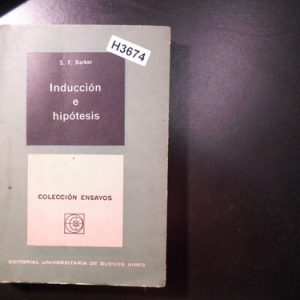 H3674
S. F. Barker
Inducción
e
hipótesis
COLECCIÓN ENSAYOS
EDITORIAL UNIVERSITARIA DE BUENOS AIRES